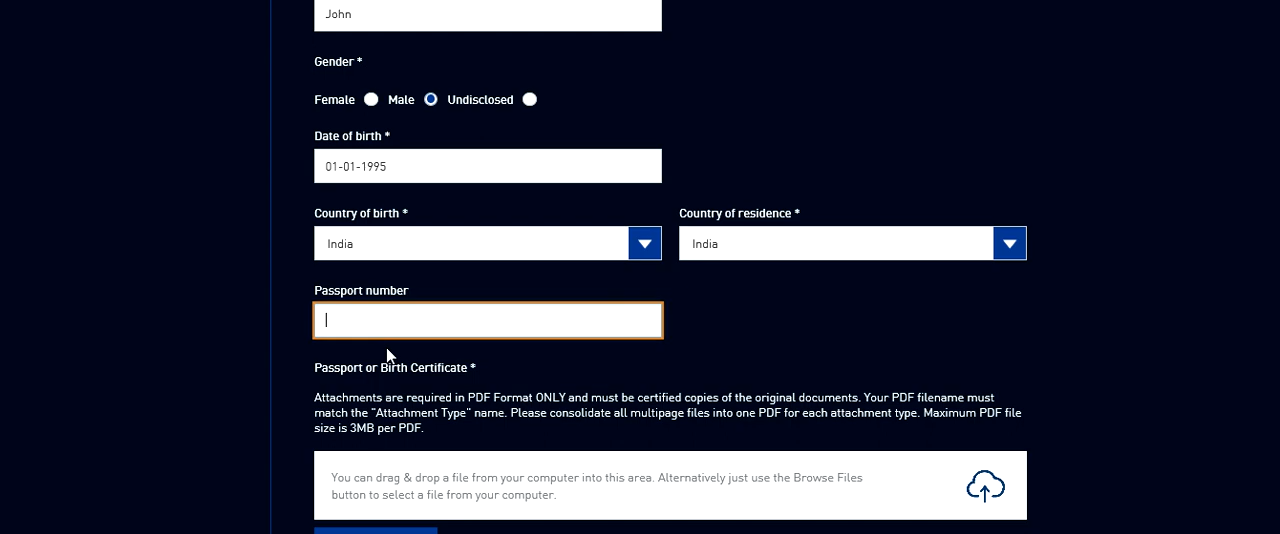 John
Gender *
Female Male Undisclosed
Date of birth *
01-01-1995
Country of birth * Country of residence *
India India
Passport number
Passport or Birth Certificate *
Attachments are required in PDF Format ONLY and must be certified copies of the original documents. Your PDF filename must
match the "Attachment Type" name. Please consolidate all multipage files into one PDF for each attachment type. Maximum PDF file
size is 3MB per PDF.
You can drag & drop a file from your computer into this area. Alternatively just use the Browse Files
button to select a file from your computer.